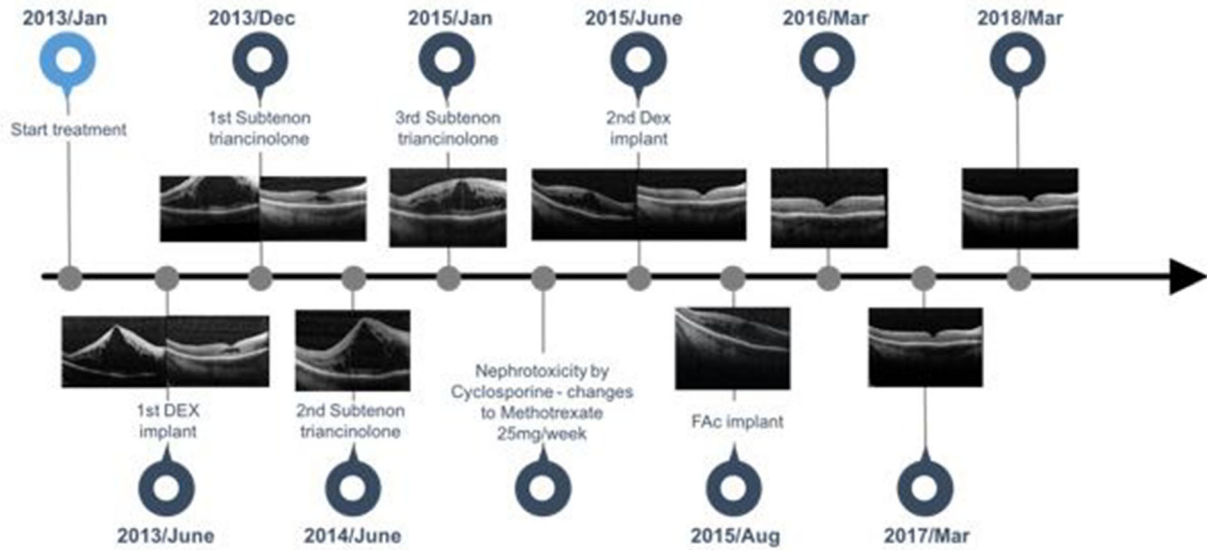 2013/Jan
Start treatment
2013/June
1st DEX
implant
2013/Dec
1st Subtenon
triancinolone
2014/June
2nd Subtenon
triancinolone
2015/Jan
3rd Subtenon
triancinolone
Nephrotoxicity by
Cyclosporine - changes
to Methotrexate
25mg/week
2015/June
2nd Dex
implant
2015/Aug
FAc implant
2016/Mar
2017/Mar
2018/Mar